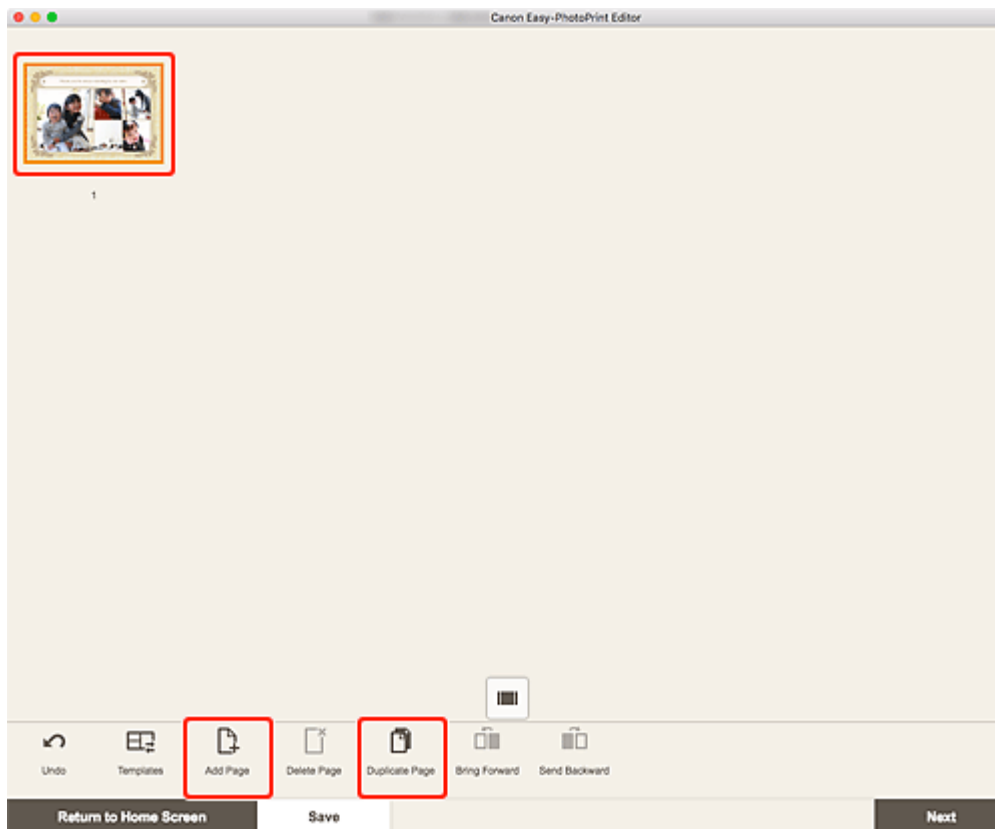 Canon Easy-PhotoPrint Editor
1
Undo
Templates
Add Page
Delete Page
Duplicate Page
Bring Forward
Send Backward
Return to Home Screen
Save
Next